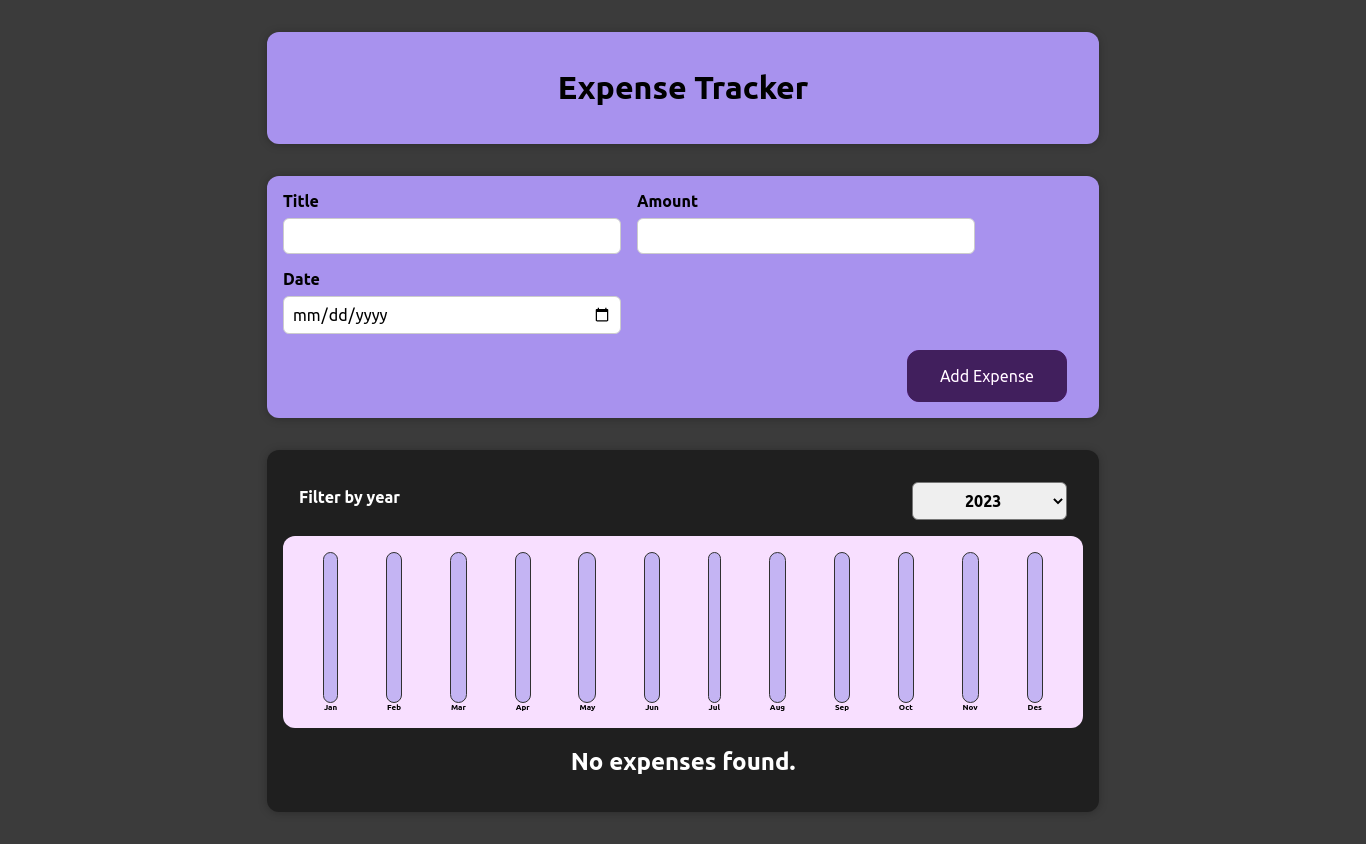 Expense Tracker
Title Amount
Date
mm/dd/yyyy
Add Expense
Filter by year 2023
Jan Feb Mar Apr May Jun Jul Aug Sep Oct Nov Des
No expenses found.